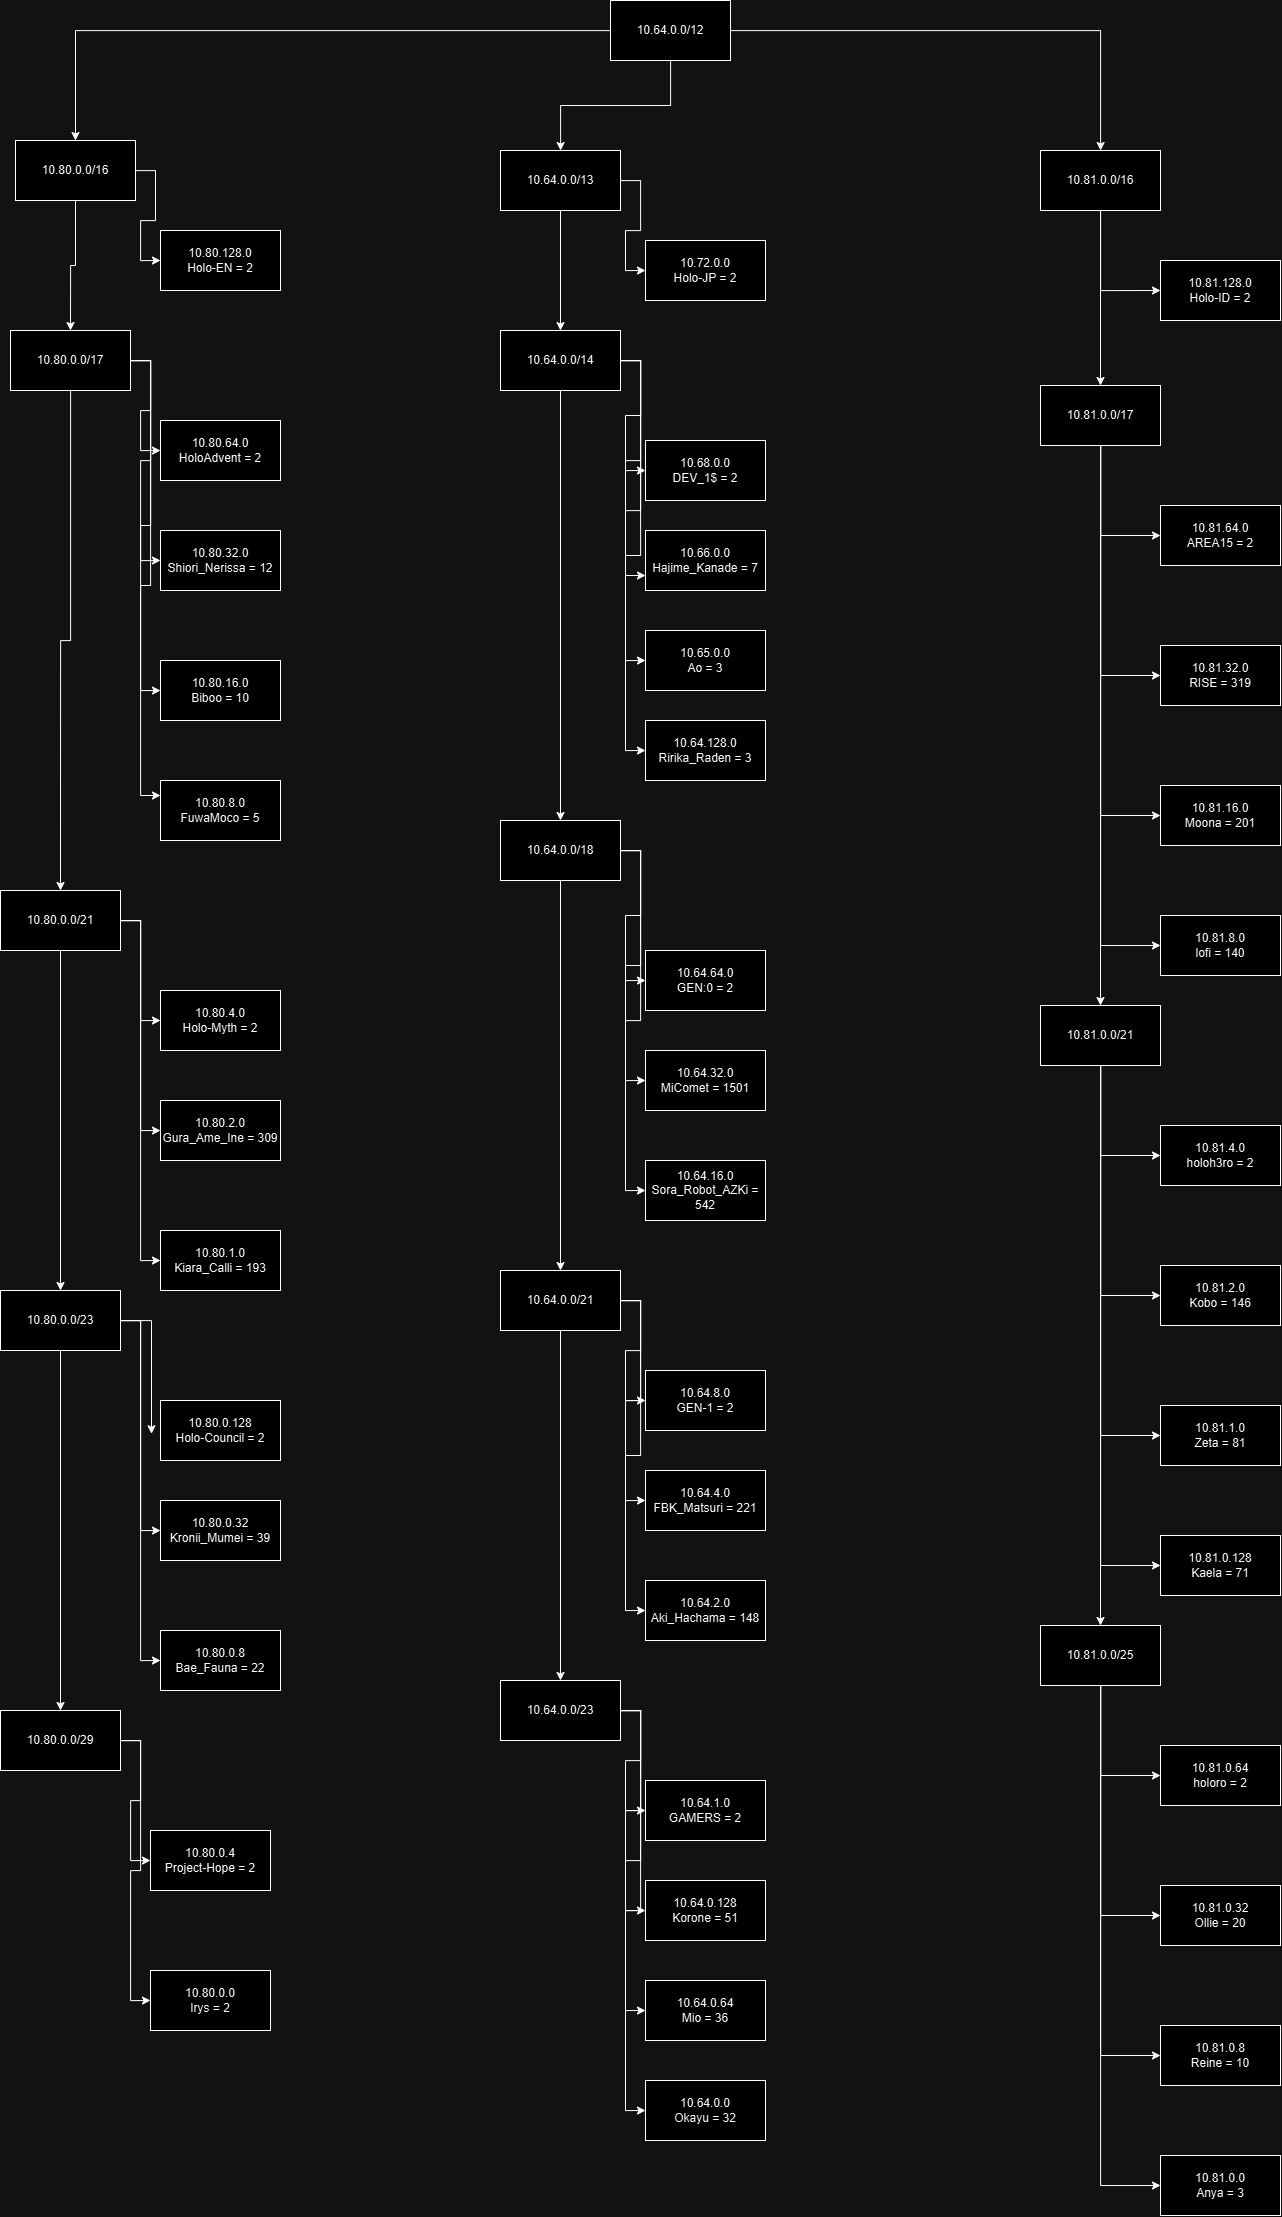 10.64.0.0/12
10.80.0.0/16
10.80.128.0
Holo-EN = 2
10.80.0.0/17
10.80.64.0
HoloAdvent = 2
10.80.32.0
Shiori_Nerissa = 12
10.80.16.0
Biboo = 10
10.80.8.0
FuwaMoco = 5
10.80.0.0/21
10.80.4.0
Holo-Myth = 2
10.80.2.0
Gura_Ame_Ine = 309
10.80.1.0
Kiara_Calli = 193
10.80.0.0/23
10.80.0.128
Holo-Council = 2
10.80.0.32
Kronii_Mumei = 39
10.80.0.8
Bae_Fauna = 22
10.80.0.0/29
10.80.0.4
Project-Hope = 2
10.80.0.0
Irys = 2
10.64.0.0/13
10.72.0.0
Holo-JP = 2
10.64.0.0/14
10.68.0.0
DEV_1$ = 2
10.66.0.0
Hajime_Kanade = 7
10.65.0.0
Ao = 3
10.64.128.0
Ririka_Raden = 3
10.64.0.0/18
10.64.64.0
GEN:0 = 2
10.64.32.0
MiComet = 1501
10.64.16.0
Sora_Robot_AZKi =
542
10.64.0.0/21
10.64.8.0
GEN-1 = 2
10.64.4.0
FBK_Matsuri = 221
10.64.2.0
Aki_Hachama = 148
10.64.0.0/23
10.64.1.0
GAMERS = 2
10.64.0.128
Korone = 51
10.64.0.64
Mio = 36
10.64.0.0
Okayu = 32
10.81.0.0/16
10.81.128.0
Holo-ID = 2
10.81.0.0/17
10.81.64.0
AREA15 = 2
10.81.32.0
RISE = 319
10.81.16.0
Moona = 201
10.81.8.0
Iofi = 140
10.81.0.0/21
10.81.4.0
holoh3ro = 2
10.81.2.0
Kobo = 146
10.81.1.0
Zeta = 81
10.81.0.128
Kaela = 71
10.81.0.0/25
10.81.0.64
holoro = 2
10.81.0.32
Ollie = 20
10.81.0.8
Reine = 10
10.81.0.0
Anya = 3